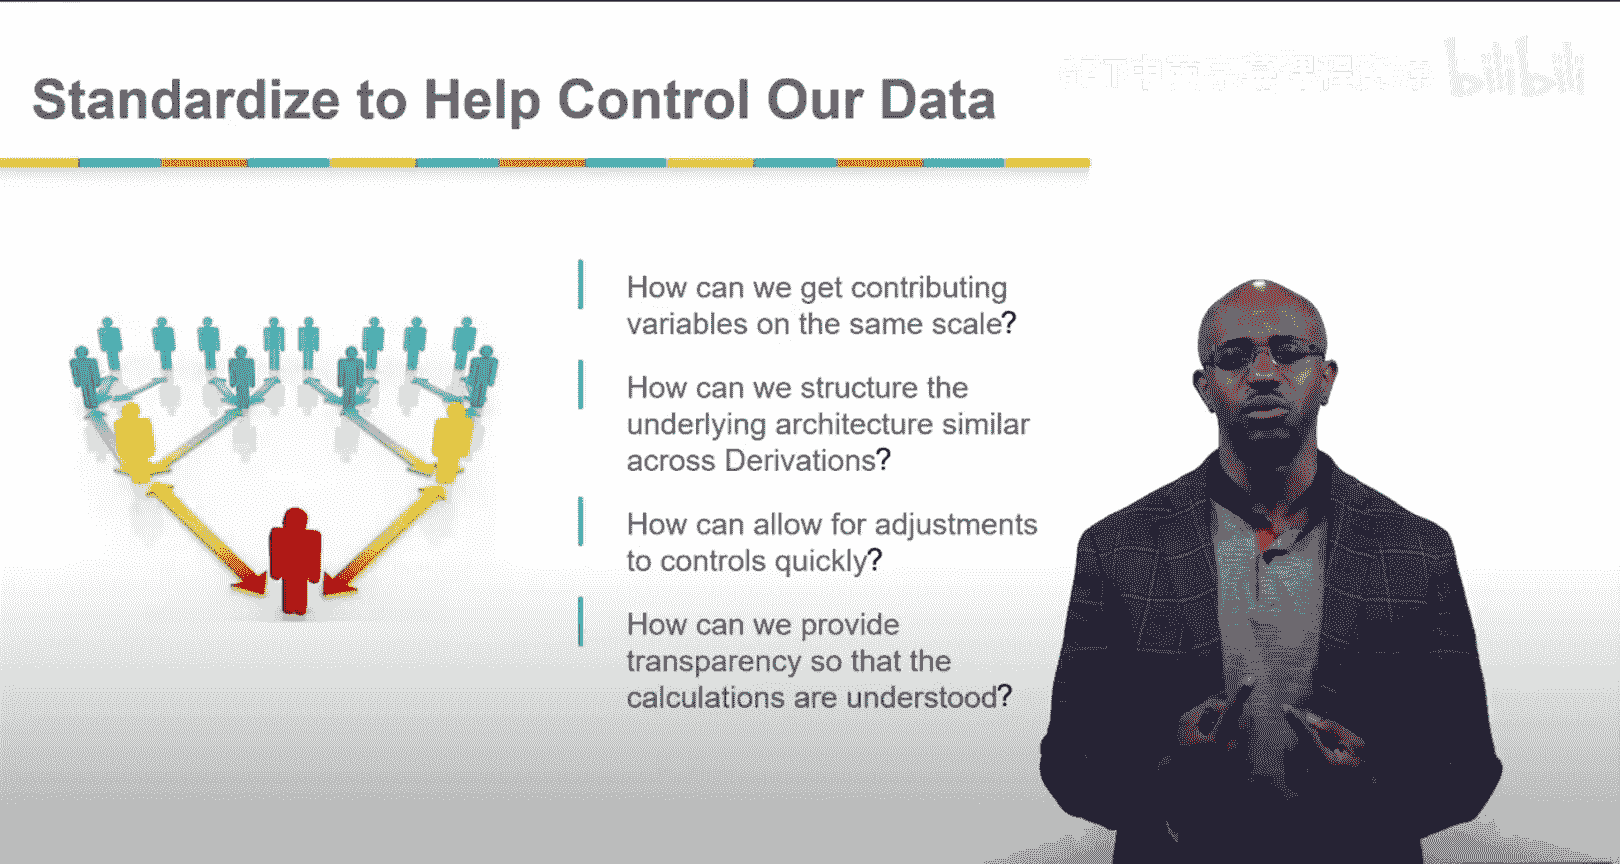 Standardize to Help Control Our Data
bilibili
How can we get contributing
variables on the same scale?
How can we structure the
underlying architecture similar
across Derivations?
How can allow for adjustments
to controls quickly?
How can we provide
transparency so that the
calculations are understood?